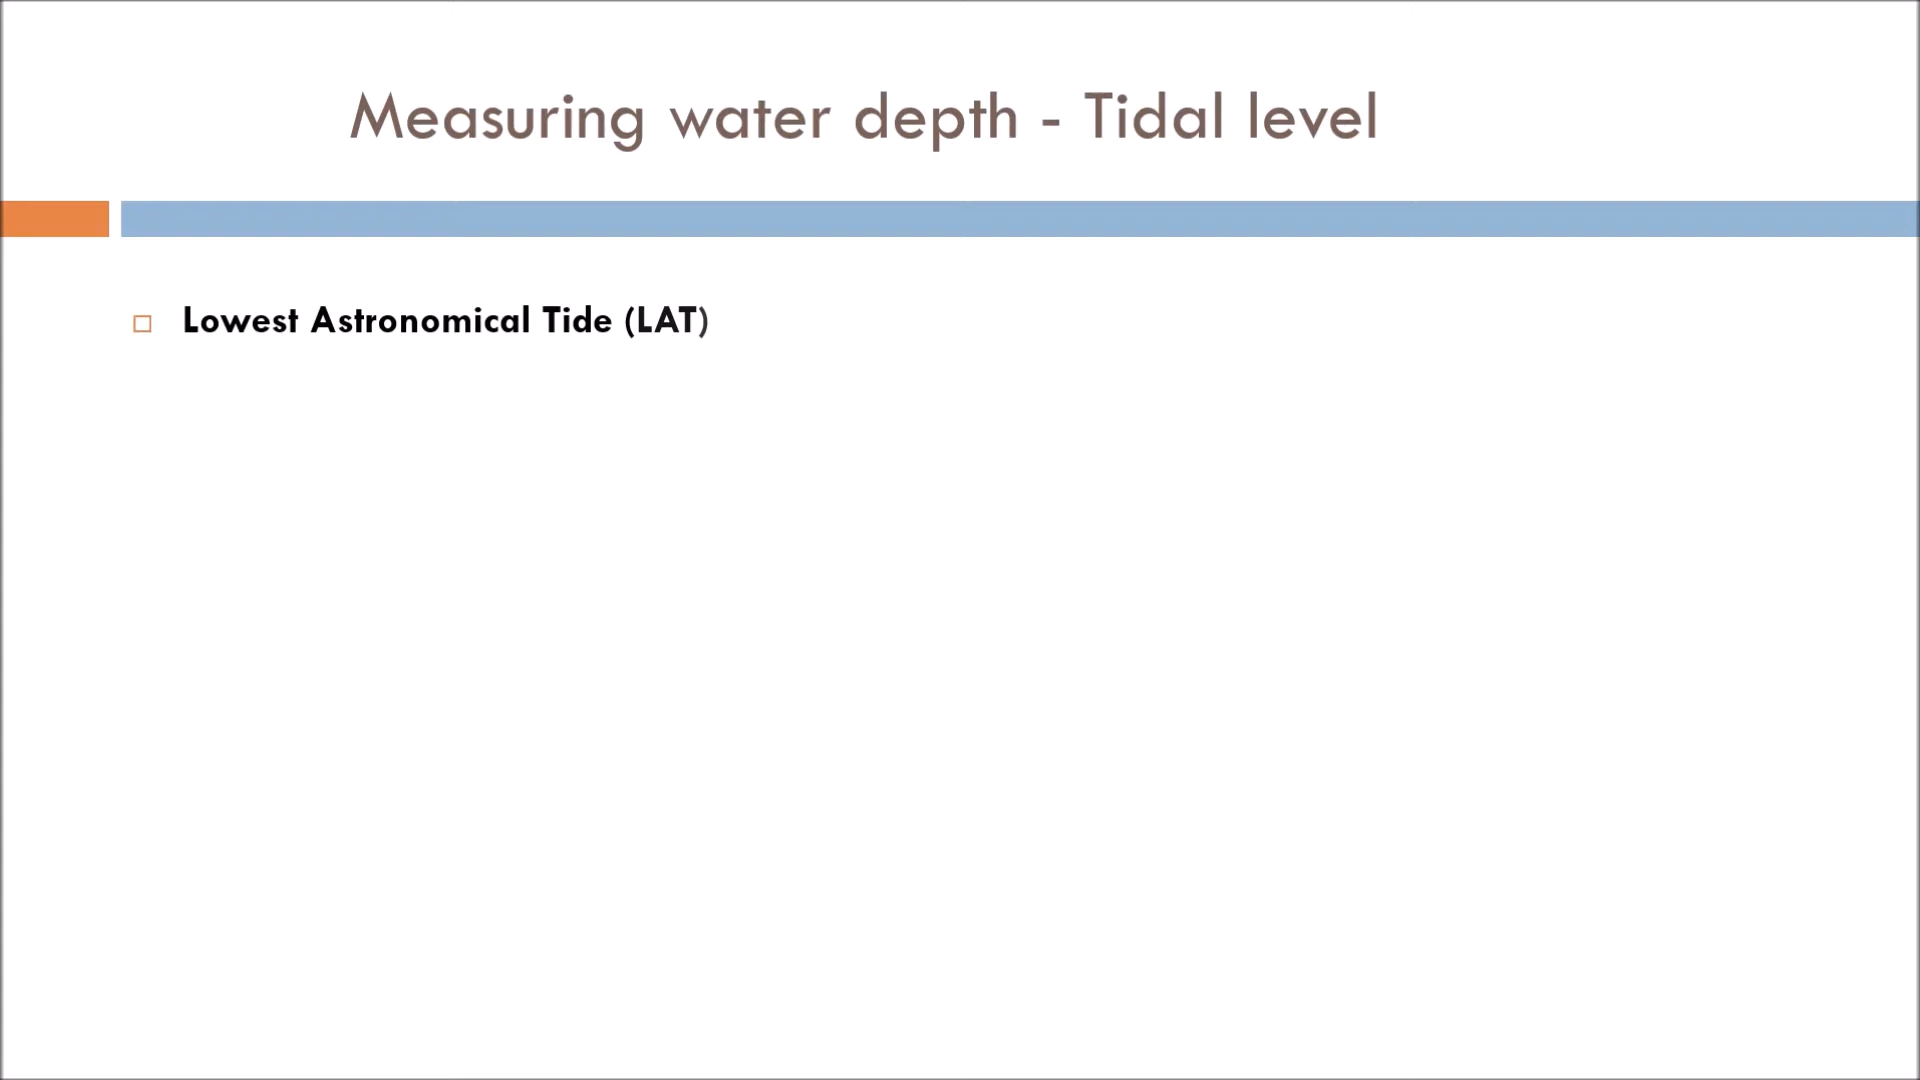 Measuring water depth - Tidal level
Lowest Astronomical Tide (LAT)